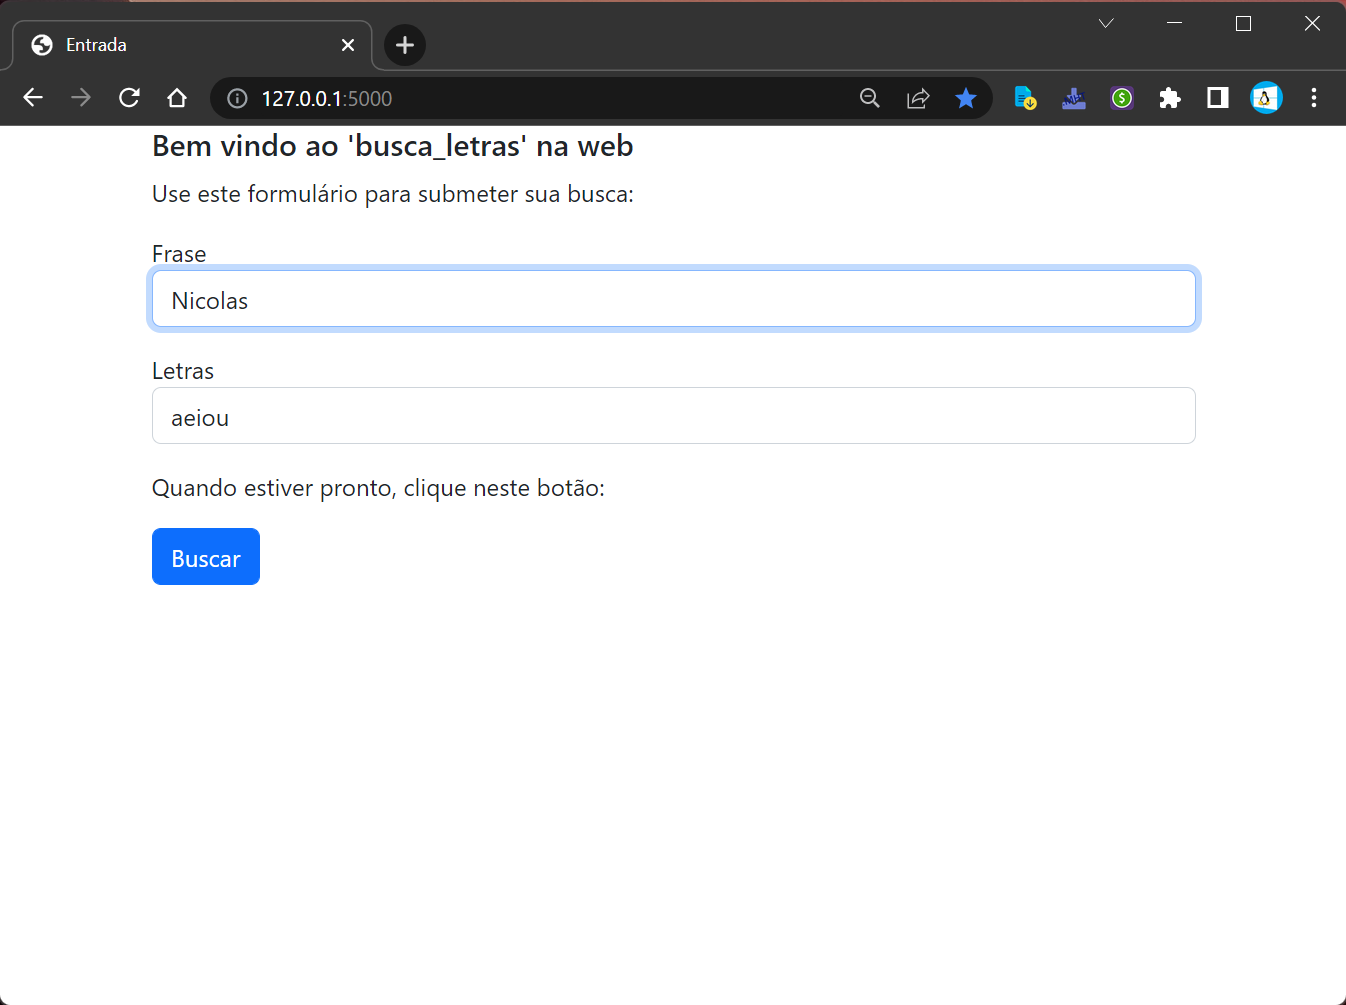 Entrada
127.0.0.1:5000
Bem vindo ao 'busca_letras' na web
Use este formulário para submeter sua busca:
Frase
Nicolas
Letras
aeiou
Quando estiver pronto, clique neste botão:
Buscar